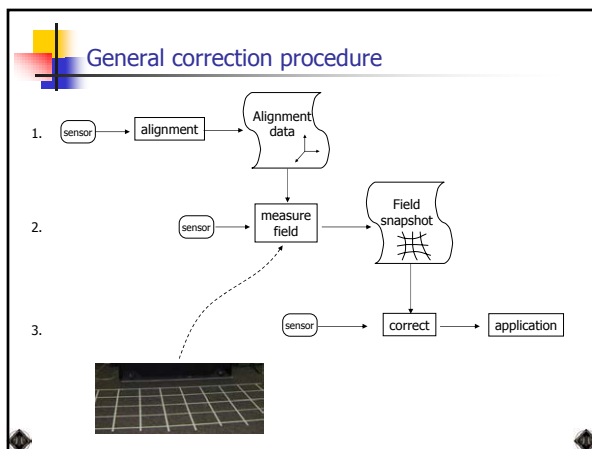 General correction procedure
1.
sensor
alignment
Alignment
data
2.
sensor
measure
field
Field
snapshot
3.
sensor
correct
application